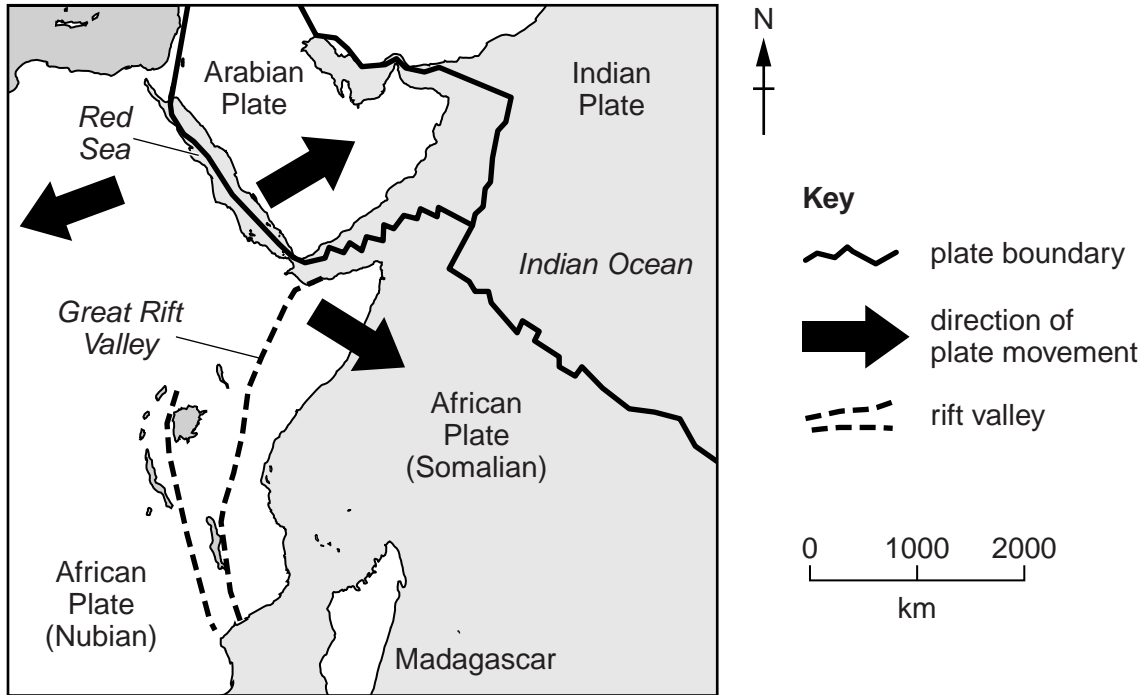 Arabian
Plate
Red
Sea
Indian
Plate
Indian Ocean
Great Rift
Valley
African
Plate
(Somalian)
African
Plate
(Nubian)
Madagascar
N
Key
plate boundary
direction of
plate movement
rift valley
0 1000 2000
km